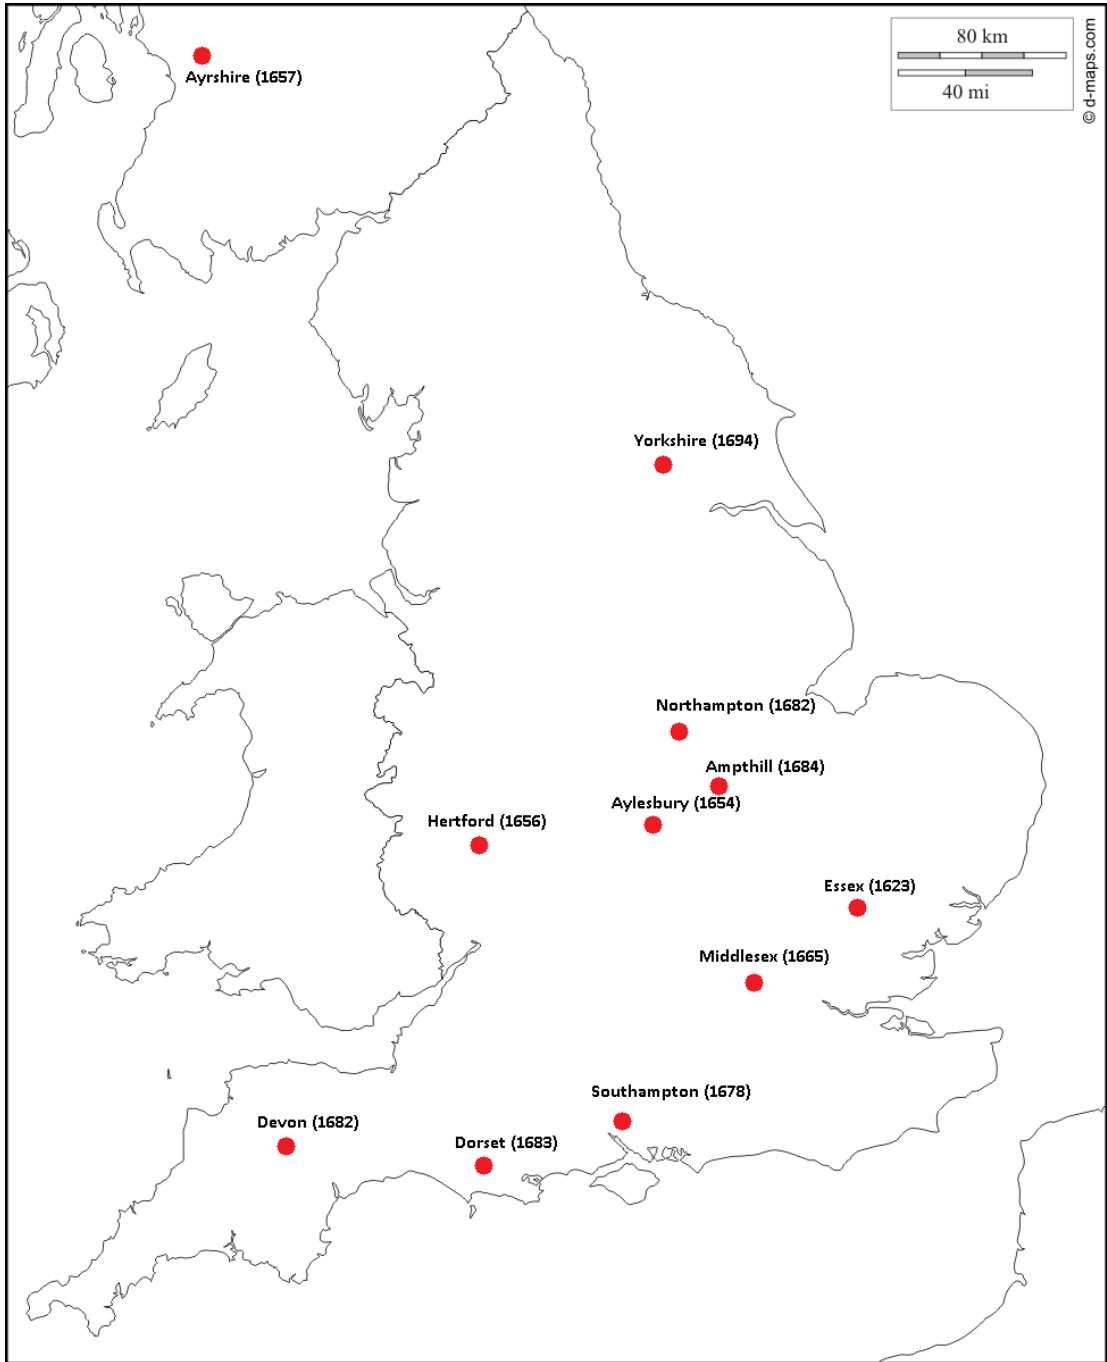 80 km
40 mi
© d-maps.com
Ayrshire (1657)
Yorkshire (1694)
Northampton (1682)
Ampthill (1684)
Aylesbury (1654)
Hertford (1656)
Essex (1623)
Middlesex (1665)
Southampton (1678)
Devon (1682)
Dorset (1683)